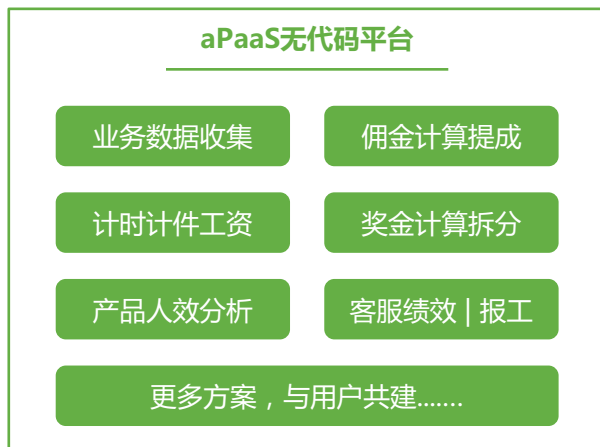 aPaaS无代码平台
业务数据收集
佣金计算提成
计时计件工资
奖金计算拆分
产品人效分析
客服绩效 | 报工
更多方案，与用户共建.......